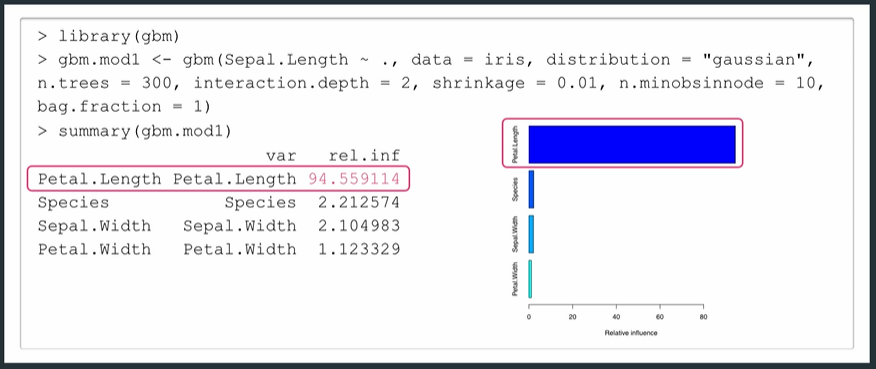 > library(gbm)
> gbm.mod1 <- gbm(Sepal.Length ~ ., data = iris, distribution = "gaussian",
n.trees = 300, interaction.depth = 2, shrinkage = 0.01, n.minobsinnode = 10,
bag.fraction = 1)
> summary(gbm.mod1)
var rel.inf
Petal.Length Petal.Length 94.559114
Species Species 2.212574
Sepal.Width Sepal.Width 2.104983
Petal.Width Petal.Width 1.123329
Petal.Length
Species
Sepal.Width
Petal.Width
0 20 40 60 80
Relative influence